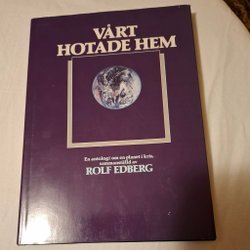 VÅRT
HOTADE HEM
En antologi om en planet i kris,
sammanställd av
ROLF EDBERG